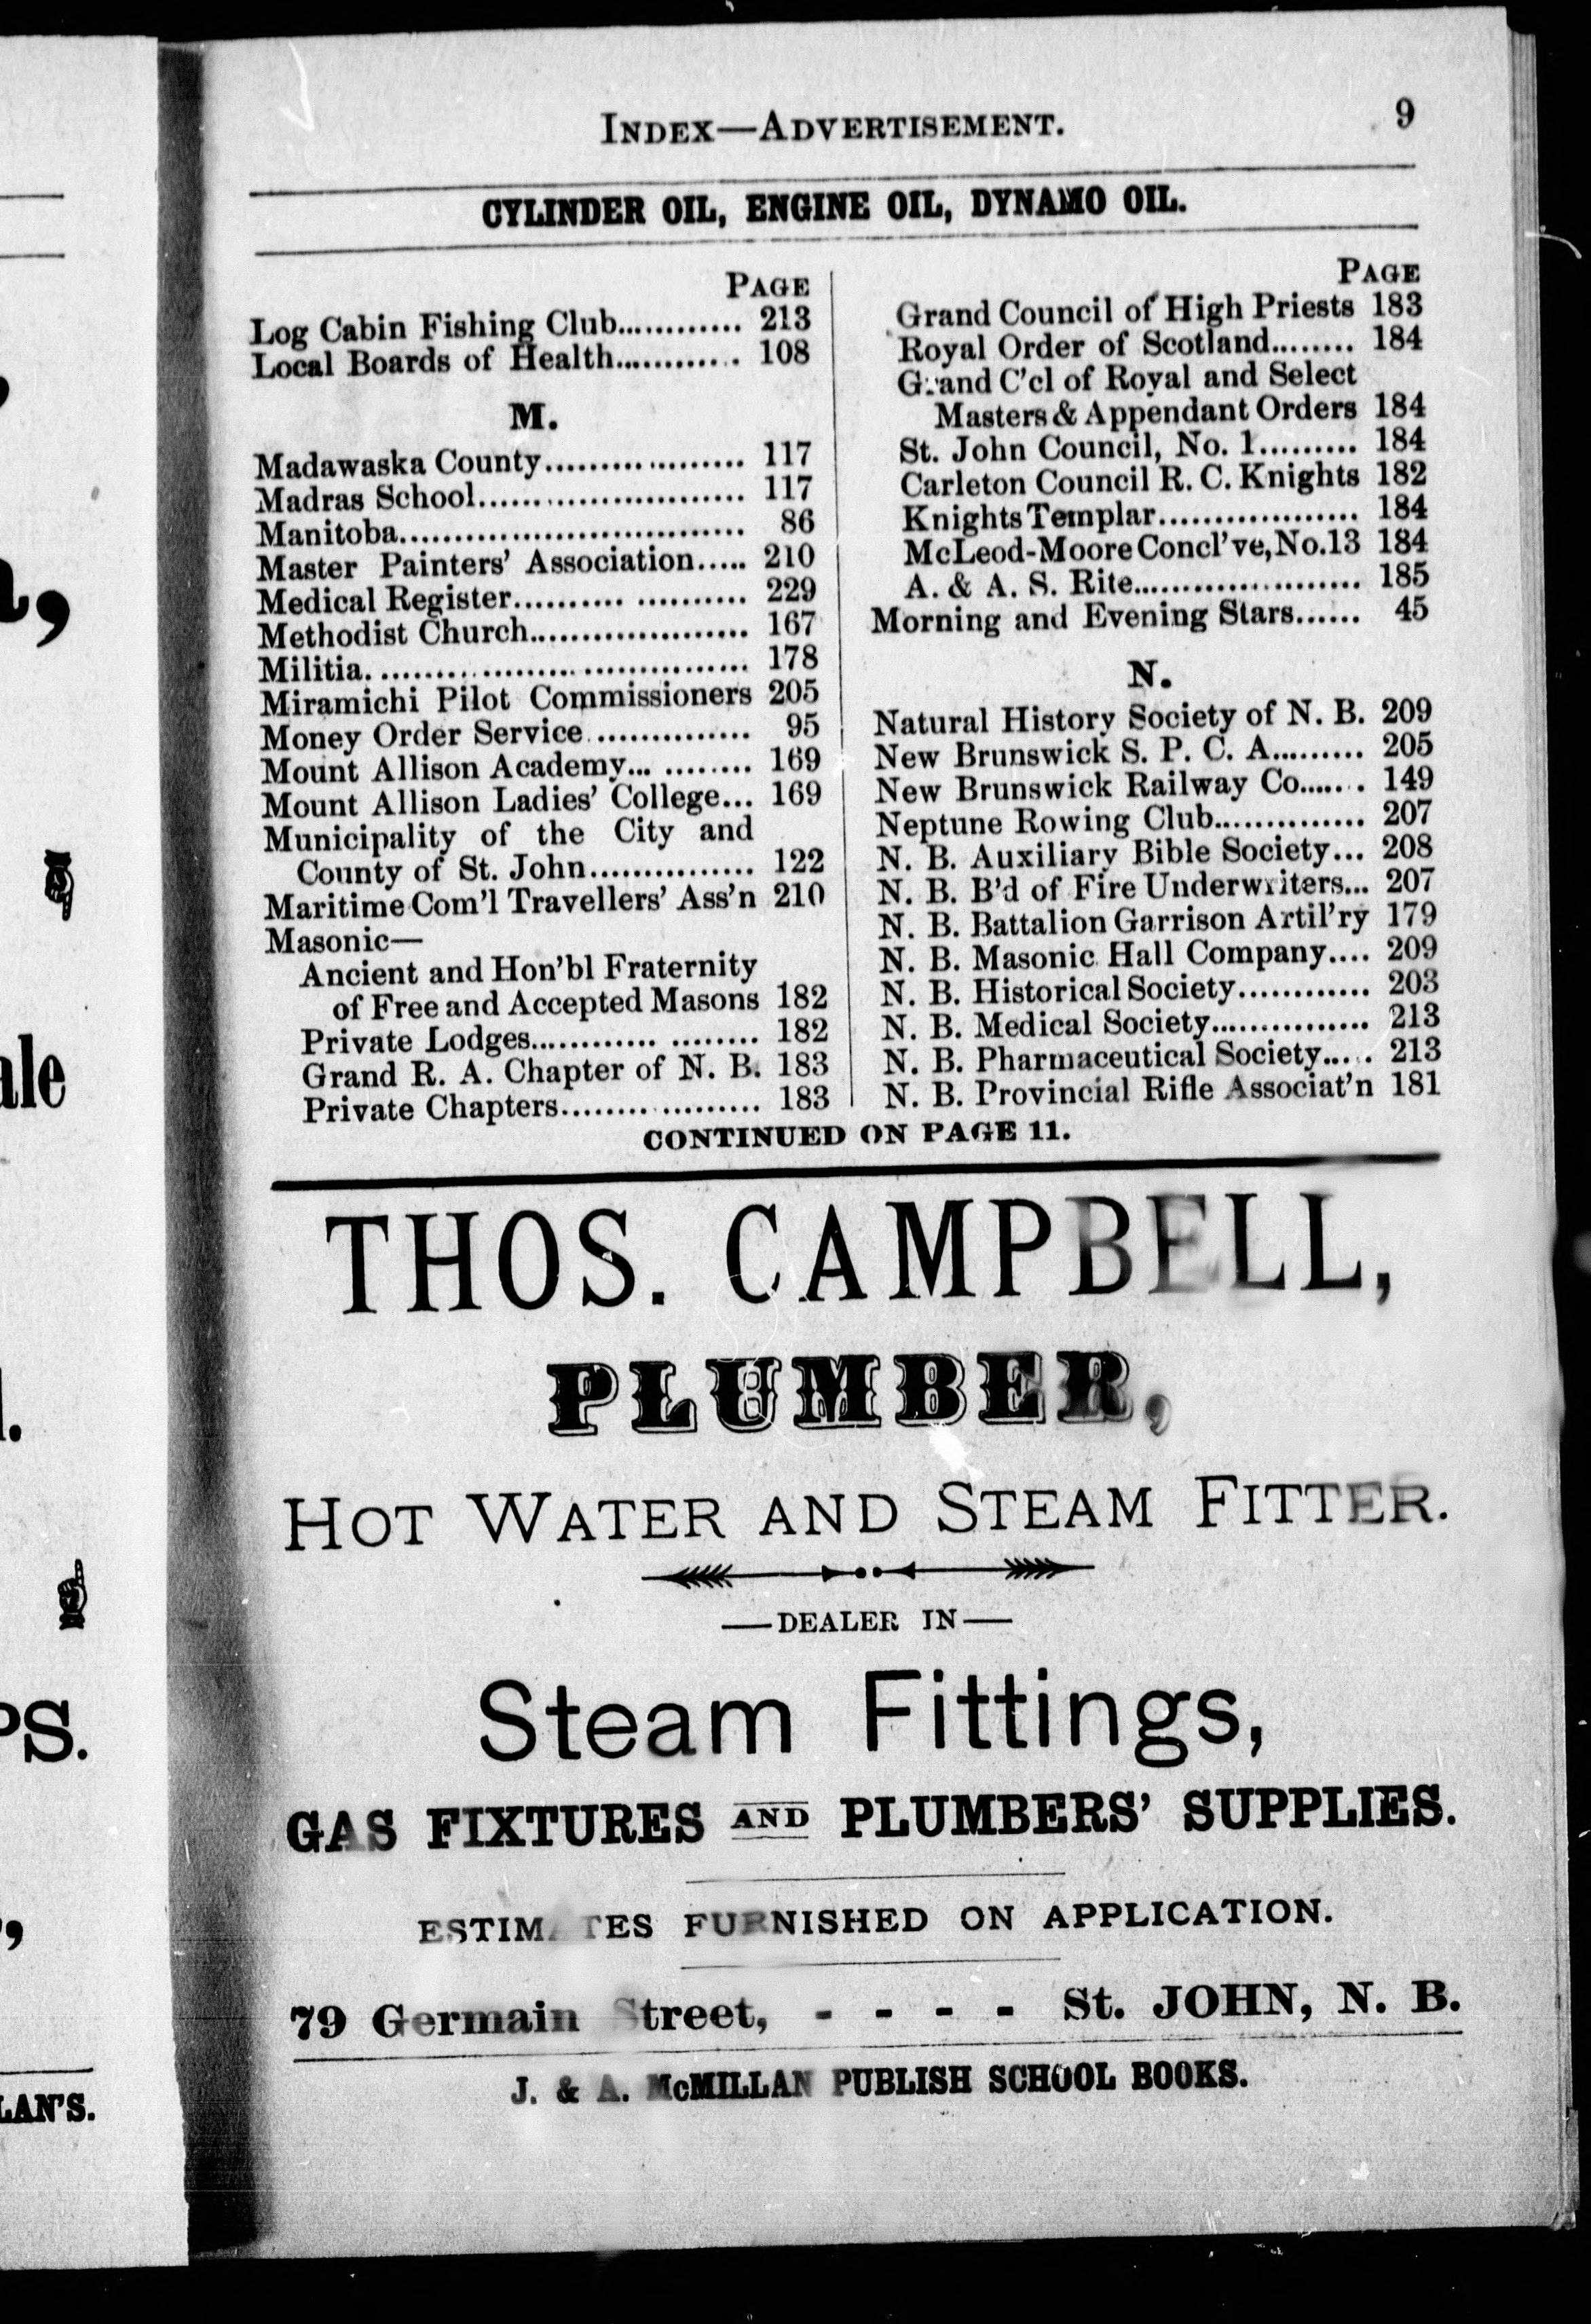 INDEX—ADVERTISEMENT. 9
CYLINDER OIL, ENGINE OIL, DYNAMO OIL.
PAGE
Log Cabin Fishing Club............ 213
Local Boards of Health............ 108
M.
Madawaska County.................. 117
Madras School........................ 117
Manitoba............................... 86
Master Painters' Association..... 210
Medical Register.......... .......... 229
Methodist Church.................... 167
Militia.................................. 178
Miramichi Pilot Commissioners 205
Money Order Service............... 95
Mount Allison Academy... ........ 169
Mount Allison Ladies' College... 169
Municipality of the City and
County of St. John............... 122
Maritime Com'l Travellers' Ass'n 210
Masonic—
Ancient and Hon'bl Fraternity
of Free and Accepted Masons 182
Private Lodges............ ......... 182
Grand R. A. Chapter of N. B. 183
Private Chapters.................. 183
PAGE
Grand Council of High Priests 183
Royal Order of Scotland........ 184
Grand C'cl of Royal and Select
Masters & Appendant Orders 184
St. John Council, No. 1......... 184
Carleton Council R. C. Knights 182
Knights Templar.................. 184
McLeod-Moore Concl've, No.13 184
A. & A. S. Rite..................... 185
Morning and Evening Stars...... 45
N.
Natural History Society of N. B. 209
New Brunswick S. P. C. A......... 205
New Brunswick Railway Co...... 149
Neptune Rowing Club.............. 207
N. B. Auxiliary Bible Society... 208
N. B. B'd of Fire Underwriters... 207
N. B. Battalion Garrison Artil'ry 179
N. B. Masonic Hall Company.... 209
N. B. Historical Society............ 203
N. B. Medical Society............... 213
N. B. Pharmaceutical Society..... 213
N. B. Provincial Rifle Associat'n 181
CONTINUED ON PAGE 11.
THOS. CAMPBELL,
PLUMBER,
HOT WATER AND STEAM FITTER.
—DEALER IN—
Steam Fittings,
GAS FIXTURES AND PLUMBERS' SUPPLIES.
ESTIMATES FURNISHED ON APPLICATION.
79 Germain Street, - - - - St. JOHN, N. B.
J. & A. McMILLAN PUBLISH SCHOOL BOOKS.